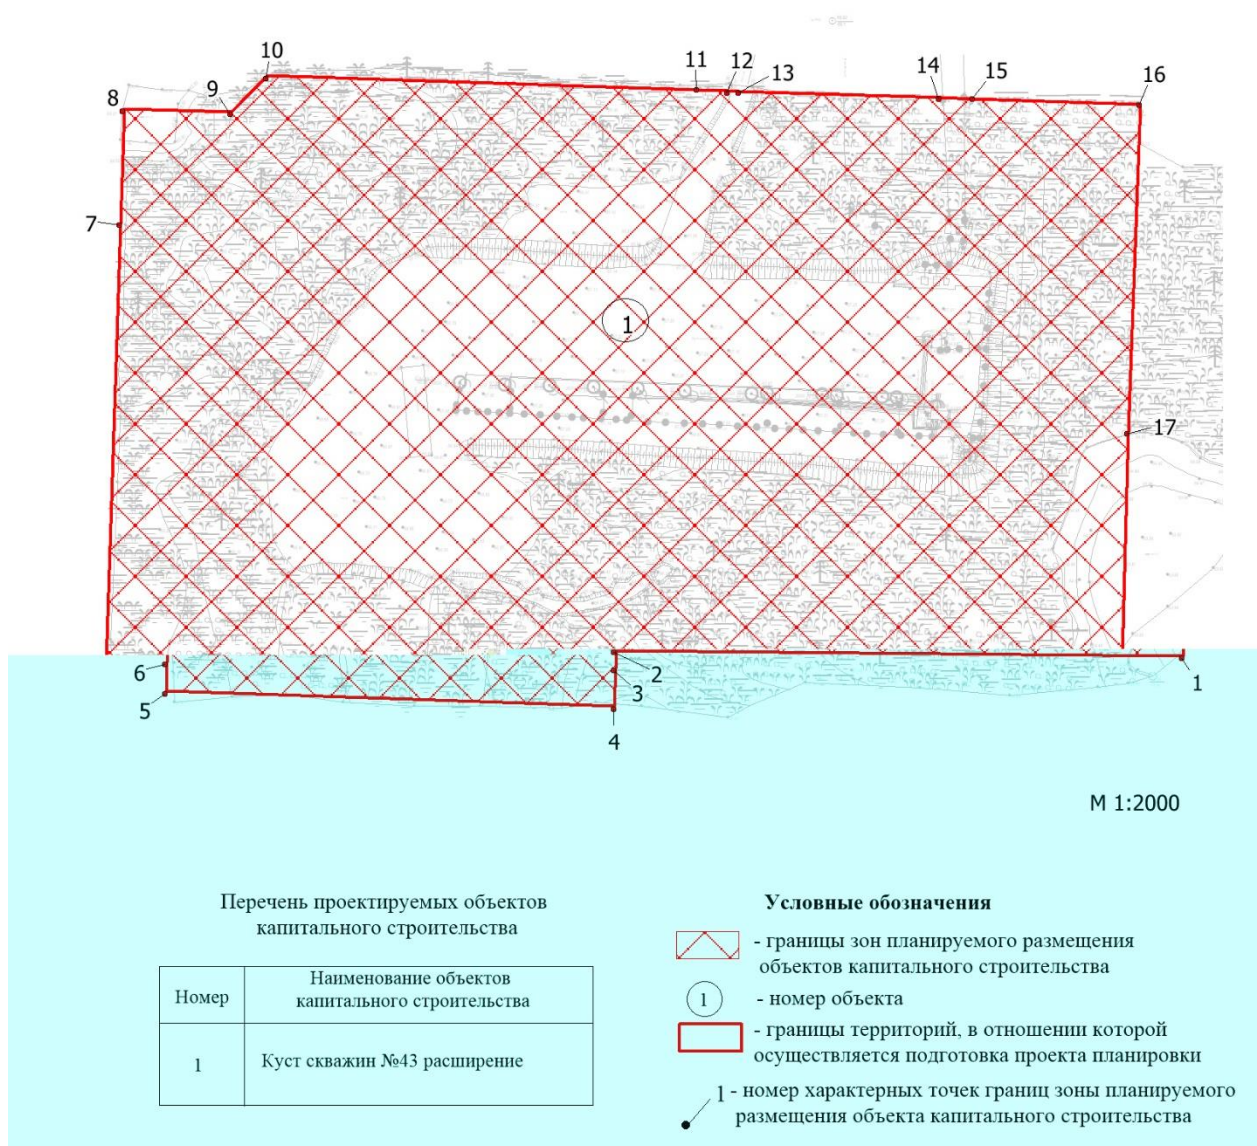 10
11
12
13
14
15
16
8
9
7
1
17
6
5
2
3
4
1
М 1:2000
Перечень проектируемых объектов
капитального строительства
Номер
Наименование объектов
капитального строительства
1
Куст скважин №43 расширение
Условные обозначения
- границы зон планируемого размещения
объектов капитального строительства
1
- номер объекта
- границы территорий, в отношении которой
осуществляется подготовка проекта планировки
1 - номер характерных точек границ зоны планируемого
размещения объекта капитального строительства